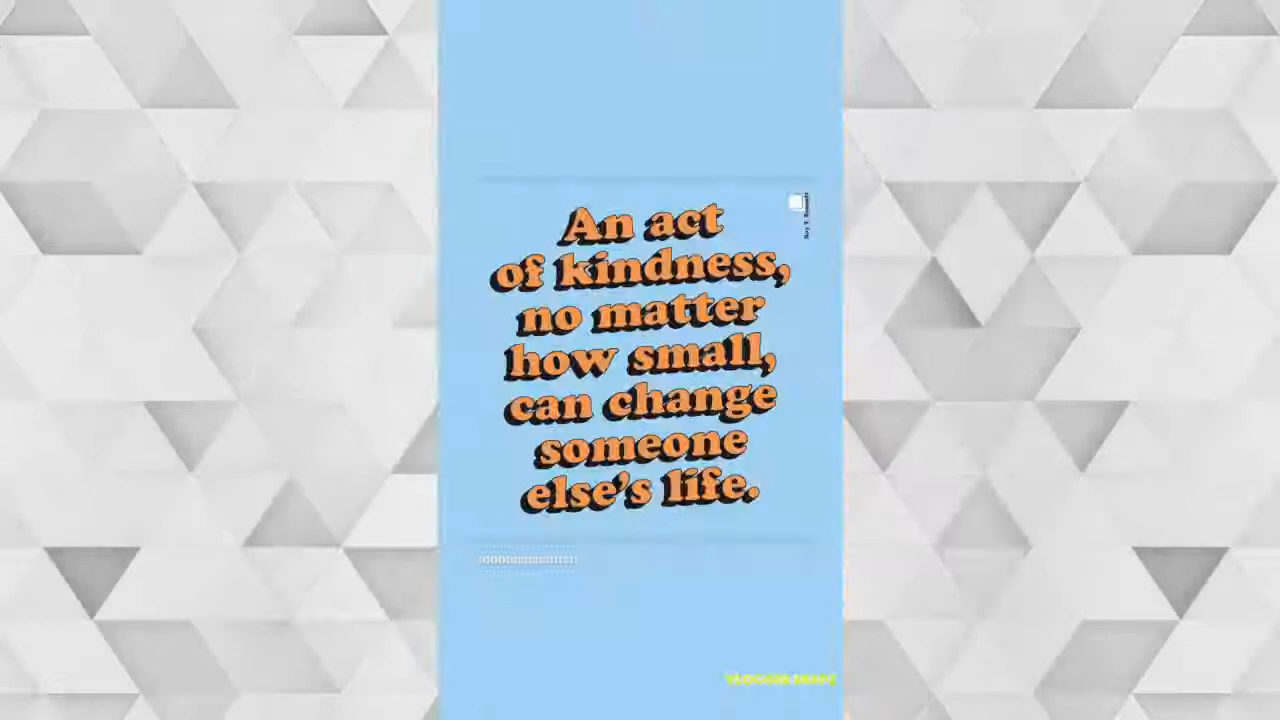 An act
of kindness,
no matter
how small,
can change
someone
else's life.